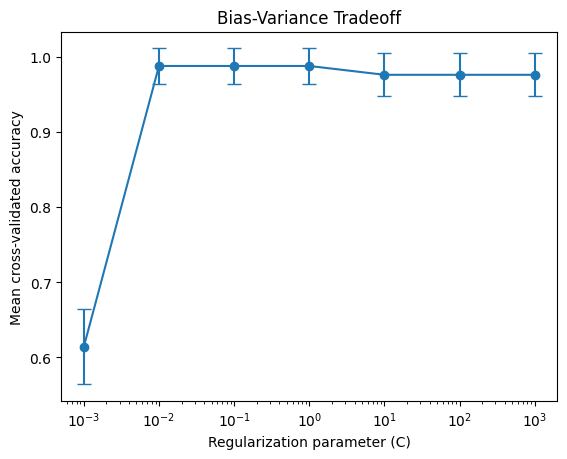 Bias-Variance Tradeoff
Mean cross-validated accuracy
1.0
0.9
0.8
0.7
0.6
10⁻³ 10⁻² 10⁻¹ 10⁰ 10¹ 10² 10³
Regularization parameter (C)